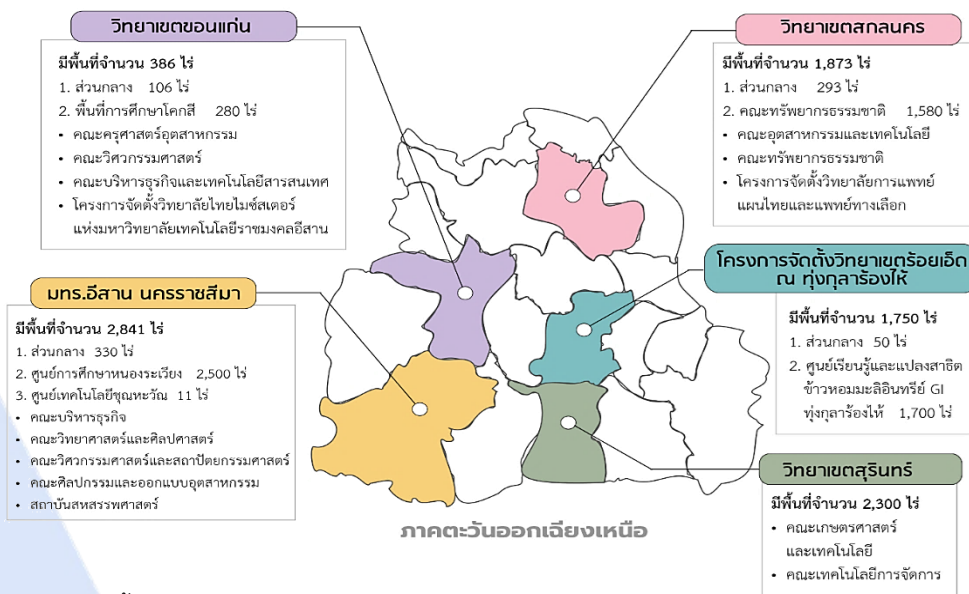 วิทยาเขตขอนแก่น
มีพื้นที่จำนวน 386 ไร่
1. ส่วนกลาง 106 ไร่
2. พื้นที่การศึกษาโคกสี 280 ไร่
• คณะครุศาสตร์อุตสาหกรรม
• คณะวิศวกรรมศาสตร์
• คณะบริหารธุรกิจและเทคโนโลยีสารสนเทศ
• โครงการจัดตั้งวิทยาลัยไทยไมซ์สเตอร์
แห่งมหาวิทยาลัยเทคโนโลยีราชมงคลอีสาน
วิทยาเขตสกลนคร
มีพื้นที่จำนวน 1,873 ไร่
1. ส่วนกลาง 293 ไร่
2. คณะทรัพยากรธรรมชาติ 1,580 ไร่
• คณะอุตสาหกรรมและเทคโนโลยี
• คณะทรัพยากรธรรมชาติ
• โครงการจัดตั้งวิทยาลัยการแพทย์
แผนไทยและแพทย์ทางเลือก
มทร.อีสาน นครราชสีมา
มีพื้นที่จำนวน 2,841 ไร่
1. ส่วนกลาง 330 ไร่
2. ศูนย์การศึกษาหนองระเวียง 2,500 ไร่
3. ศูนย์เทคโนโลยีชุณหะวัณ 11 ไร่
• คณะบริหารธุรกิจ
• คณะวิทยาศาสตร์และศิลปศาสตร์
• คณะวิศวกรรมศาสตร์และสถาปัตยกรรมศาสตร์
• คณะศิลปกรรมและออกแบบอุตสาหกรรม
• สถาบันสหสรรพศาสตร์
โครงการจัดตั้งวิทยาเขตร้อยเอ็ด
ณ ทุ่งกุลาร้องไห้
มีพื้นที่จำนวน 1,750 ไร่
1. ส่วนกลาง 50 ไร่
2. ศูนย์เรียนรู้และแปลงสาธิต
ข้าวหอมมะลิอินทรีย์ GI
ทุ่งกุลาร้องไห้ 1,700 ไร่
วิทยาเขตสุรินทร์
มีพื้นที่จำนวน 2,300 ไร่
• คณะเกษตรศาสตร์
และเทคโนโลยี
• คณะเทคโนโลยีการจัดการ
ภาคตะวันออกเฉียงเหนือ